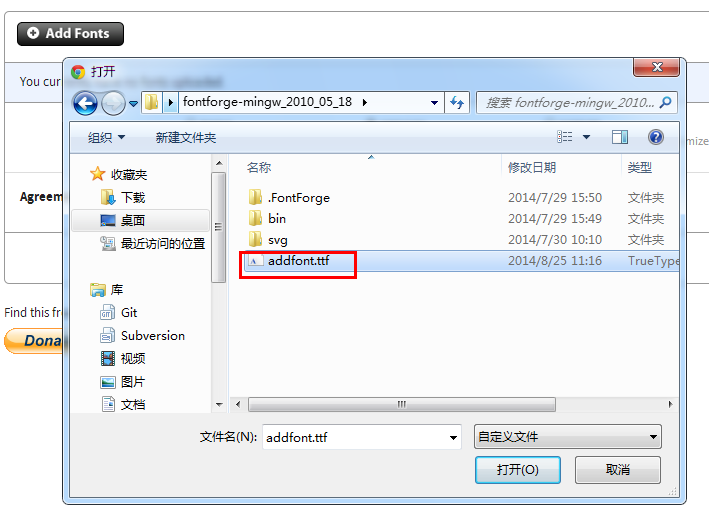 Add Fonts
打开
You cur
fontforge-mingw_2010_05_18
搜索 fontforge-mingw_2010...
组织
新建文件夹
mize
收藏夹
下载
桌面
最近访问的位置
库
Git
Subversion
视频
图片
文档
名称
修改日期
类型
.FontForge
2014/7/29 15:50
文件夹
bin
2014/7/29 15:49
文件夹
svg
2014/7/30 10:10
文件夹
addfont.ttf
2014/8/25 11:16
TrueType
Agreem
Find this fre
Dona
文件名(N):
addfont.ttf
自定义文件
打开(O)
取消